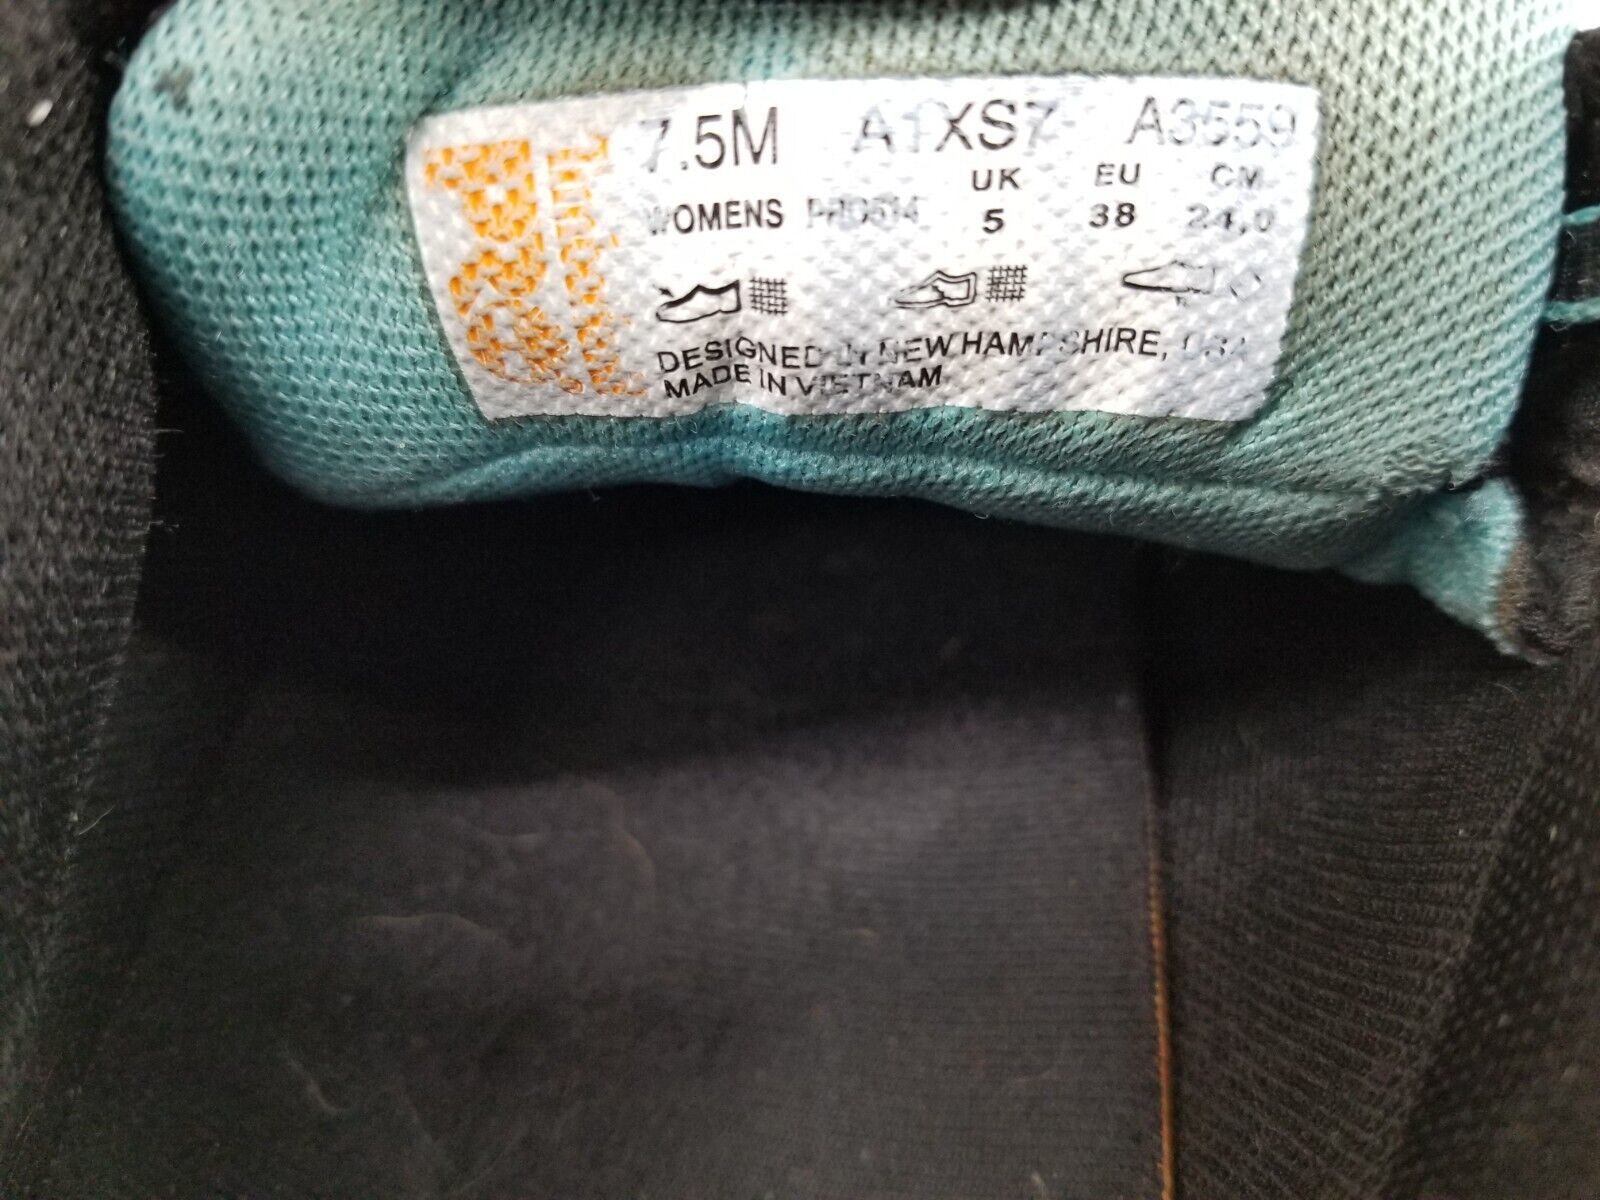 7.5M A1XS7 A3559
UK EU CM
WOMENS 5 38 24,0
DESIGNED IN NEW HAMPSHIRE, USA
MADE IN VIETNAM